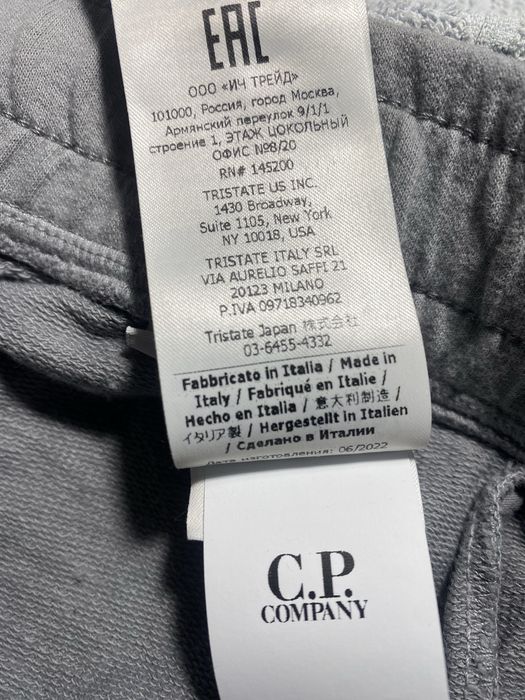 EAC
ООО «ИЧ ТРЕЙД»
101000, Россия, город Москва,
Армянский переулок 9/1/1
строение 1, ЭТАЖ ЦОКОЛЬНЫЙ
ОФИС №8/20
RN# 145200
TRISTATE US INC.
1430 Broadway,
Suite 1105, New York
NY 10018, USA
TRISTATE ITALY SRL
VIA AURELIO SAFFI 21
20123 MILANO
P.IVA 09718340962
Tristate Japan 株式会社
03-6455-4332
Fabbricato in Italia / Made in
Italy / Fabriqué en Italie /
Hecho en Italia / 意大利制造 /
イタリア製 / Hergestellt in Italien
/ Сделано в Италии
Дата изготовления: 06/2022
C.P.
COMPANY